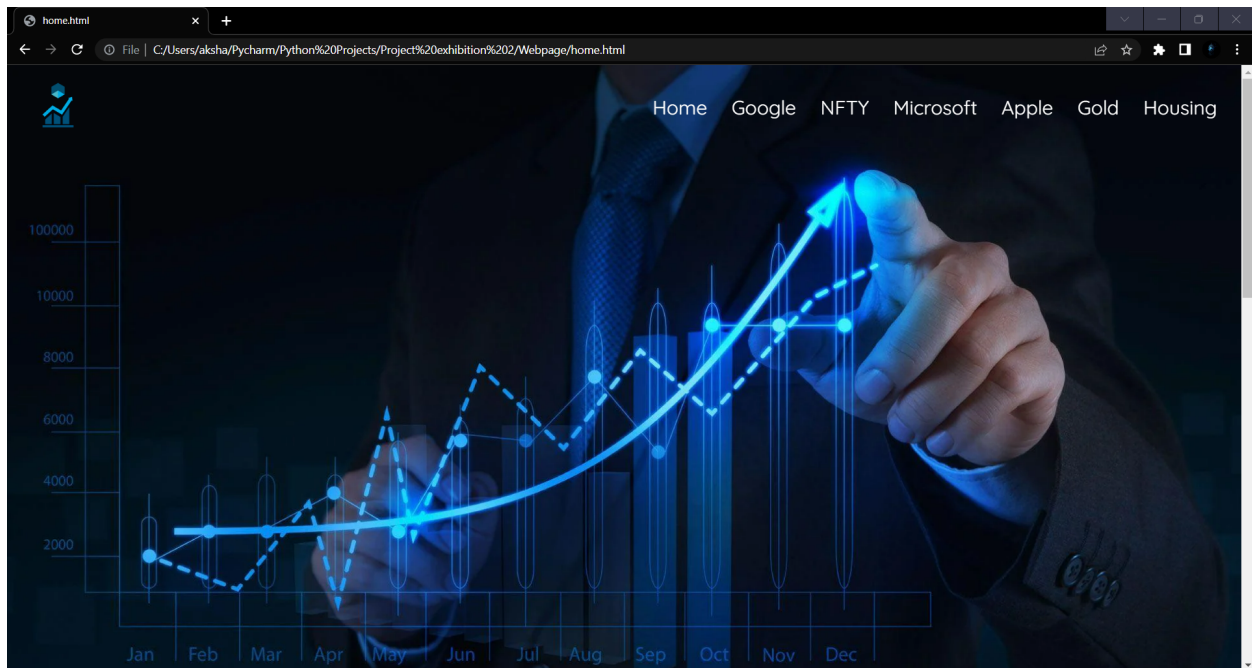 home.html
File | C:/Users/aksha/Pycharm/Python%20Projects/Project%20exhibition%202/Webpage/home.html
Home Google NFTY Microsoft Apple Gold Housing
100000
10000
8000
6000
4000
2000
Jan Feb Mar Apr May Jun Jul Aug Sep Oct Nov Dec